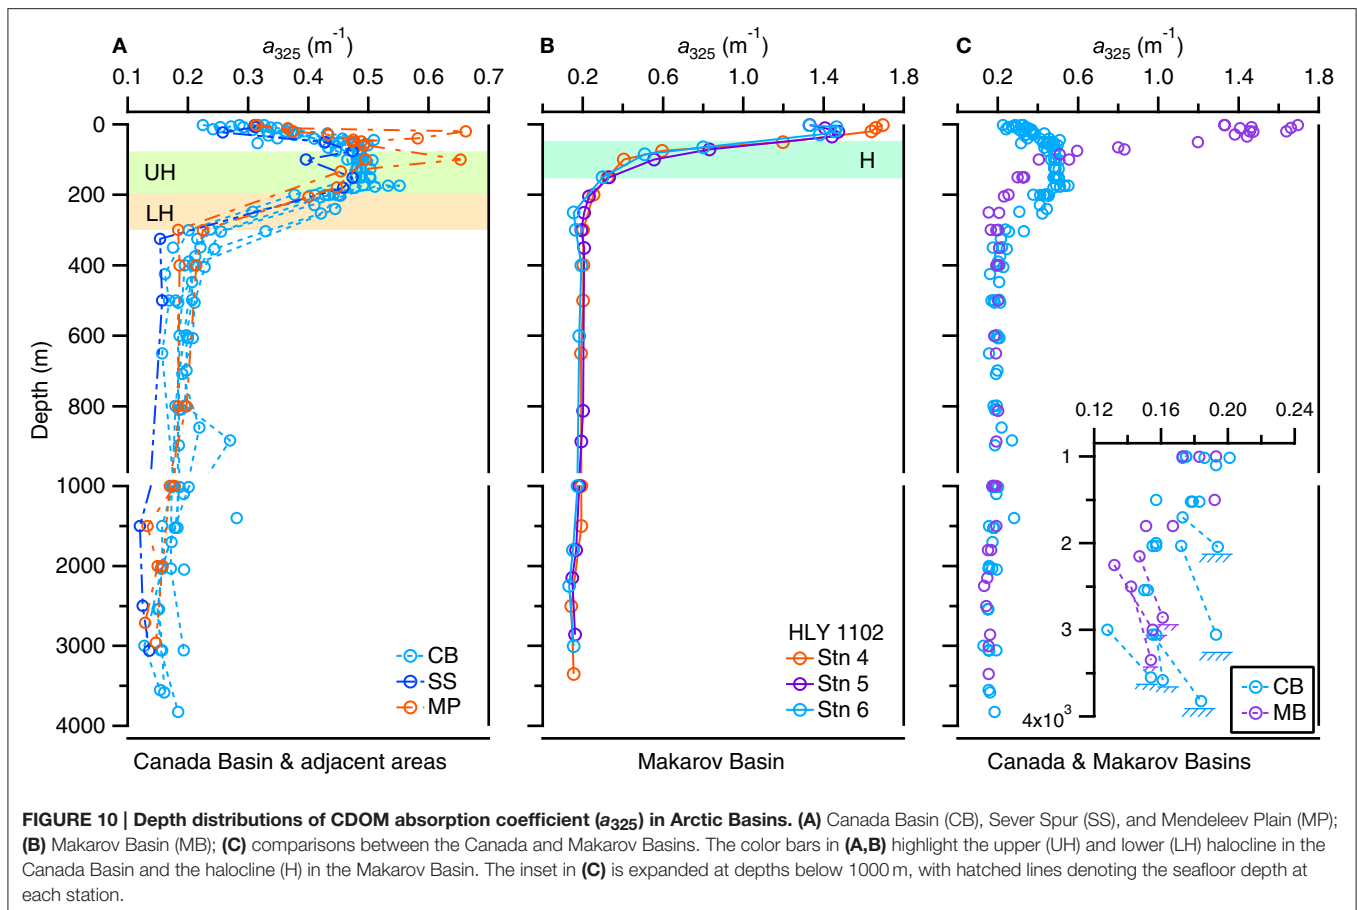 A
a325 (m-1)
0.1 0.2 0.3 0.4 0.5 0.6 0.7
Depth (m)
0
200
400
600
800
1000
2000
3000
4000
UH
LH
CB
SS
MP
Canada Basin & adjacent areas
B
a325 (m-1)
0.2 0.6 1.0 1.4 1.8
H
HLY 1102
Stn 4
Stn 5
Stn 6
Makarov Basin
C
a325 (m-1)
0.2 0.6 1.0 1.4 1.8
0.12 0.16 0.20 0.24
1
2
3
4x10³
CB
MB
Canada & Makarov Basins
FIGURE 10 | Depth distributions of CDOM absorption coefficient (a325) in Arctic Basins. (A) Canada Basin (CB), Sever Spur (SS), and Mendeleev Plain (MP);
(B) Makarov Basin (MB); (C) comparisons between the Canada and Makarov Basins. The color bars in (A,B) highlight the upper (UH) and lower (LH) halocline in the
Canada Basin and the halocline (H) in the Makarov Basin. The inset in (C) is expanded at depths below 1000 m, with hatched lines denoting the seafloor depth at
each station.